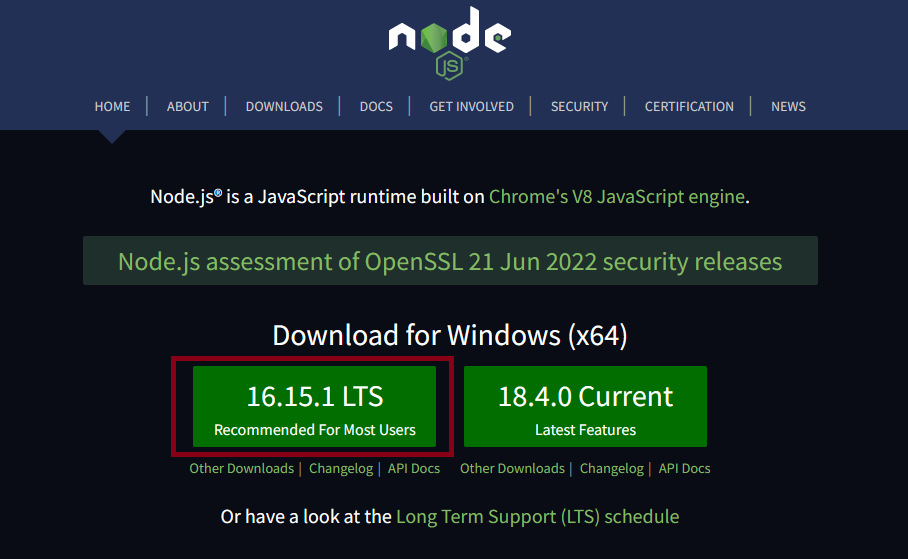 node
JS
HOME | ABOUT | DOWNLOADS | DOCS | GET INVOLVED | SECURITY | CERTIFICATION | NEWS
Node.js® is a JavaScript runtime built on Chrome's V8 JavaScript engine.
Node.js assessment of OpenSSL 21 Jun 2022 security releases
Download for Windows (x64)
16.15.1 LTS
Recommended For Most Users
18.4.0 Current
Latest Features
Other Downloads | Changelog | API Docs
Other Downloads | Changelog | API Docs
Or have a look at the Long Term Support (LTS) schedule